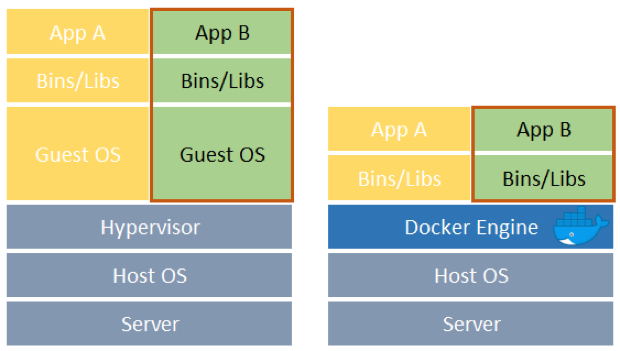 App A
App B
Bins/Libs
Bins/Libs
Guest OS
Guest OS
Hypervisor
Host OS
Server
App A
App B
Bins/Libs
Bins/Libs
Docker Engine
Host OS
Server